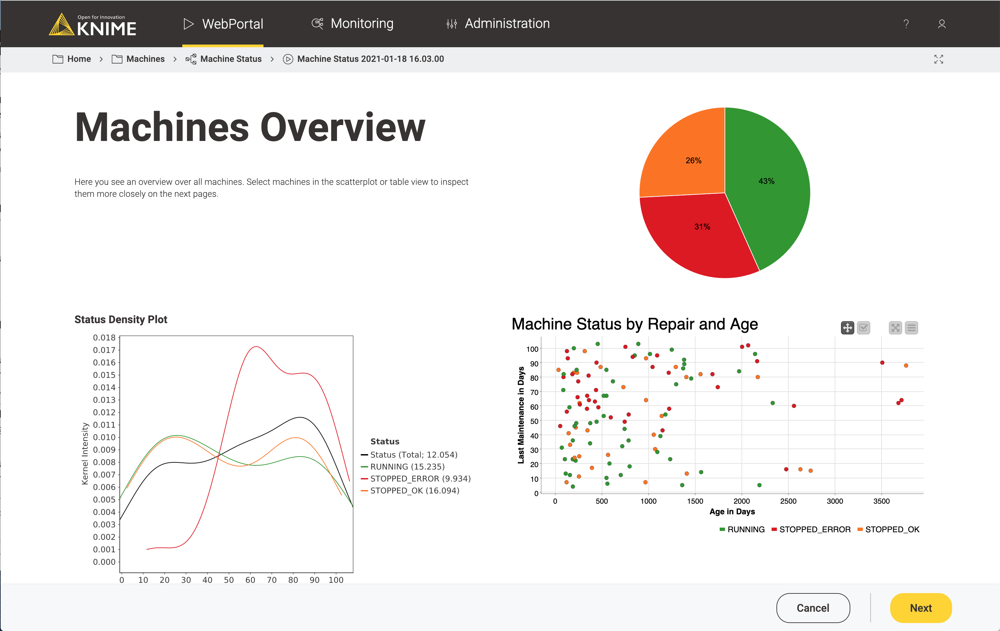 Open for Innovation
KNIME
WebPortal
Monitoring
Administration
?
Home > Machines > Machine Status > Machine Status 2021-01-18 16.03.00
Machines Overview
Here you see an overview over all machines. Select machines in the scatterplot or table view to inspect
them more closely on the next pages.
26%
43%
31%
Status Density Plot
0.018
0.017
0.016
0.015
0.014
0.013
0.012
0.011
0.010
0.009
0.008
0.007
0.006
0.005
0.004
0.003
0.002
0.001
0.000
Kernel Intensity
0 10 20 30 40 50 60 70 80 90 100
Status
Status (Total; 12.054)
RUNNING (15.235)
STOPPED_ERROR (9.934)
STOPPED_OK (16.094)
Machine Status by Repair and Age
100
90
80
70
60
50
40
30
20
10
0
Last Maintenance in Days
0 500 1000 1500 2000 2500 3000 3500
Age in Days
RUNNING STOPPED_ERROR STOPPED_OK
Cancel
Next